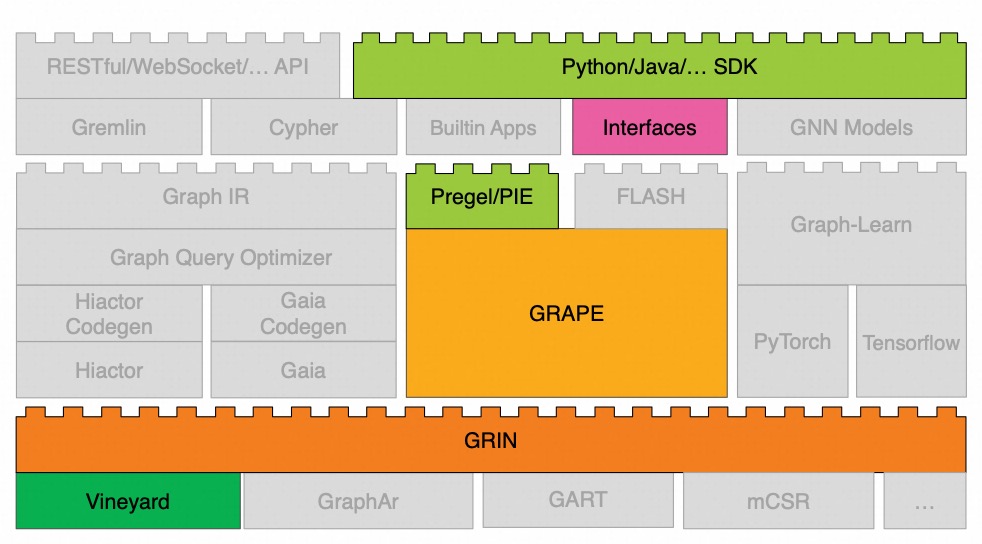 RESTful/WebSocket/… API
Python/Java/… SDK
Gremlin
Cypher
Builtin Apps
Interfaces
GNN Models
Graph IR
Pregel/PIE
FLASH
Graph-Learn
Graph Query Optimizer
Hiactor
Codegen
Gaia
Codegen
GRAPE
PyTorch
Tensorflow
Hiactor
Gaia
GRIN
Vineyard
GraphAr
GART
mCSR
…